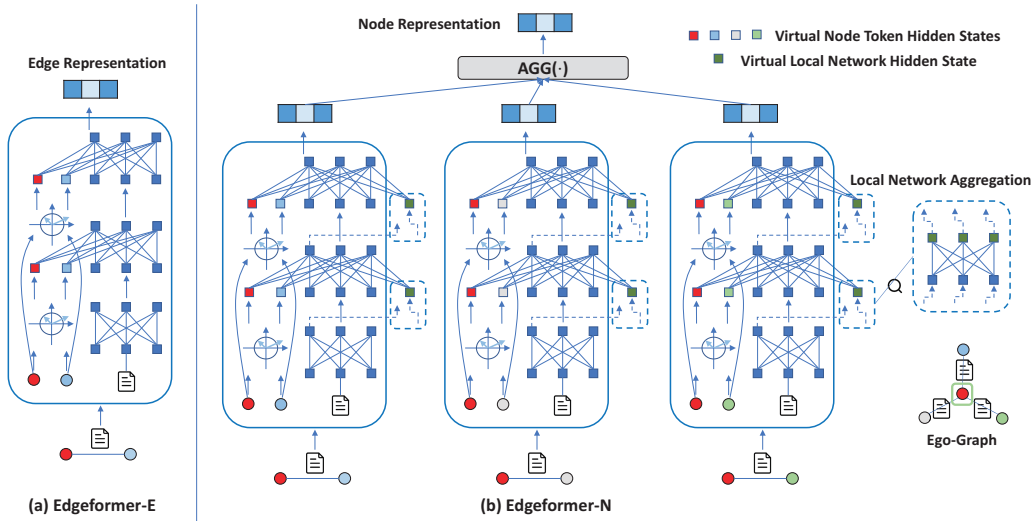 Edge Representation
(a) Edgeformer-E
Node Representation
AGG(·)
Virtual Node Token Hidden States
Virtual Local Network Hidden State
Local Network Aggregation
Ego-Graph
(b) Edgeformer-N